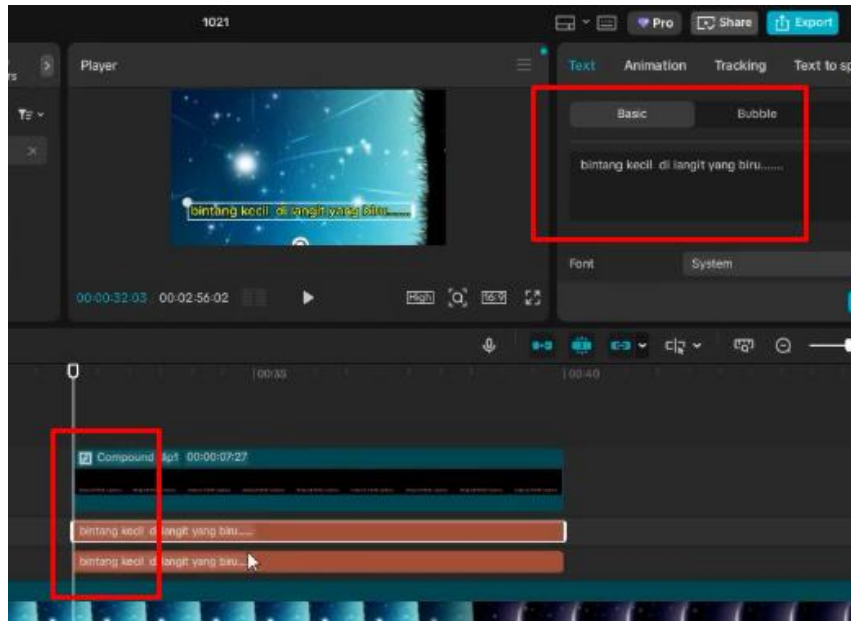 1021
Pro
Share
Export
rs
Player
Text
Animation
Tracking
Text to sp
Basic
Bubble
bintang kecil di langit yang biru.......
bintang kecil di langit yang biru.......
Font
System
00:00:32:03
00:02:56:02
High
16:9
00:35
00:40
Compound clip1 00:00:07:27
bintang kecil di langit yang biru.......
bintang kecil di langit yang biru.......